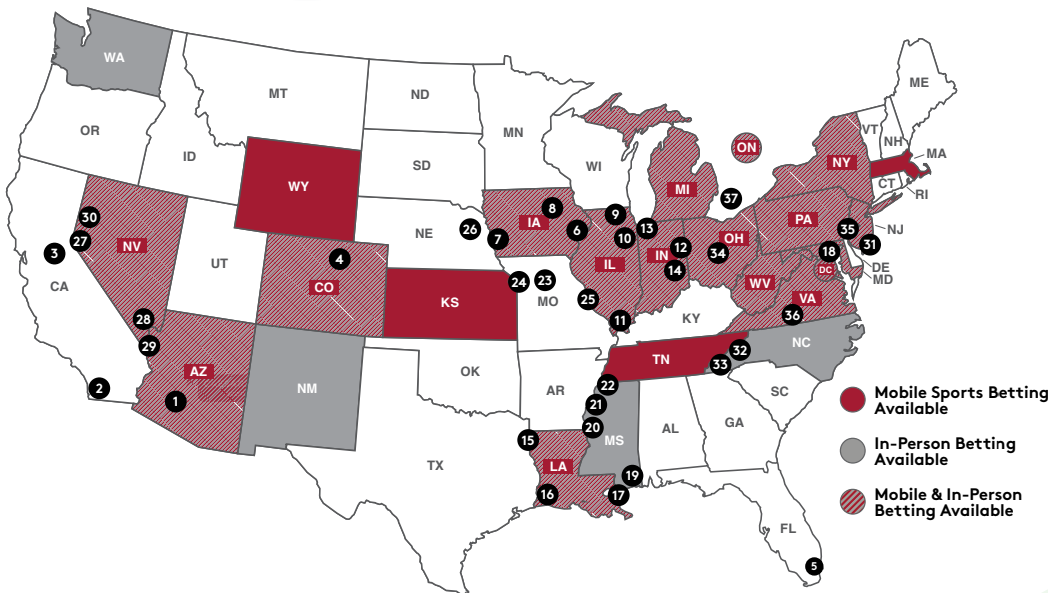 WA
ME
MT
ND
OR
MN
VT
NH
ID
ON
MA
NY
SD
WI
WY
MI
CT
RI
37
30
8
9
IA
26
NE
PA
35
NJ
27
NV
7
6
10
13
12
OH
31
3
4
34
18
UT
IL
IN
14
DC
DE
CA
CO
24
23
MD
WV
MO
25
VA
KS
28
11
KY
36
29
32
NC
TN
33
AZ
OK
2
NM
22
AR
SC
1
21
20
GA
AL
15
MS
TX
LA
19
16
17
FL
5
Mobile Sports Betting
Available
In-Person Betting
Available
Mobile & In-Person
Betting Available